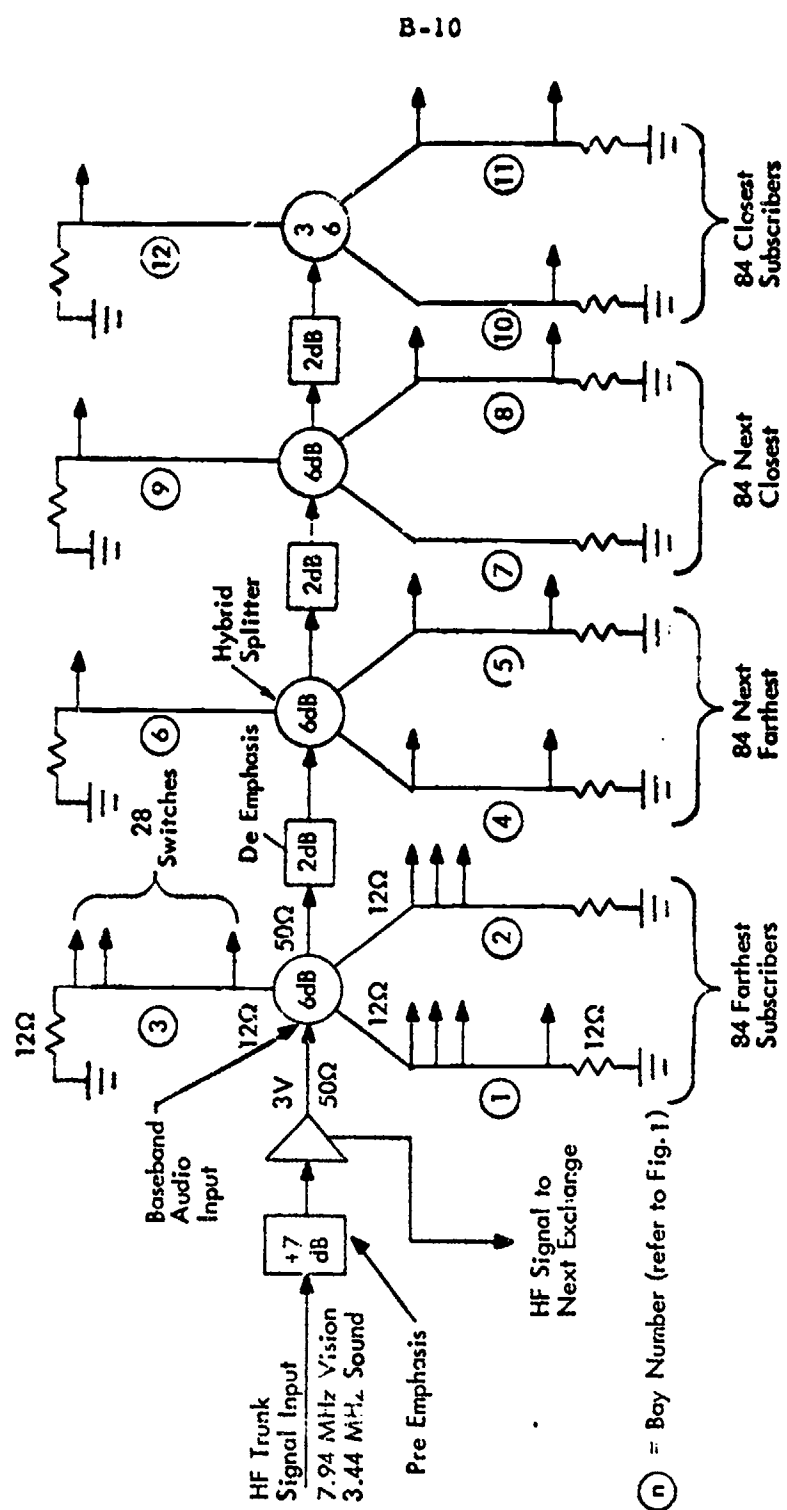 B-10
HF Trunk
Signal Input
7.94 MHz Vision
3.44 MHz Sound
+7
dB
Pre Emphasis
Baseband
Audio
Input
3V
50Ω
HF Signal to
Next Exchange
12Ω
3
28
Switches
12Ω
6dB
12Ω
12Ω
1
12Ω
2
84 Farthest
Subscribers
50Ω
De Emphasis
2dB
Hybrid
Splitter
6
6dB
4
5
84 Next
Farthest
2dB
9
6dB
7
8
84 Next
Closest
2dB
12
3
6
10
11
84 Closest
Subscribers
n = Bay Number (refer to Fig. 1)